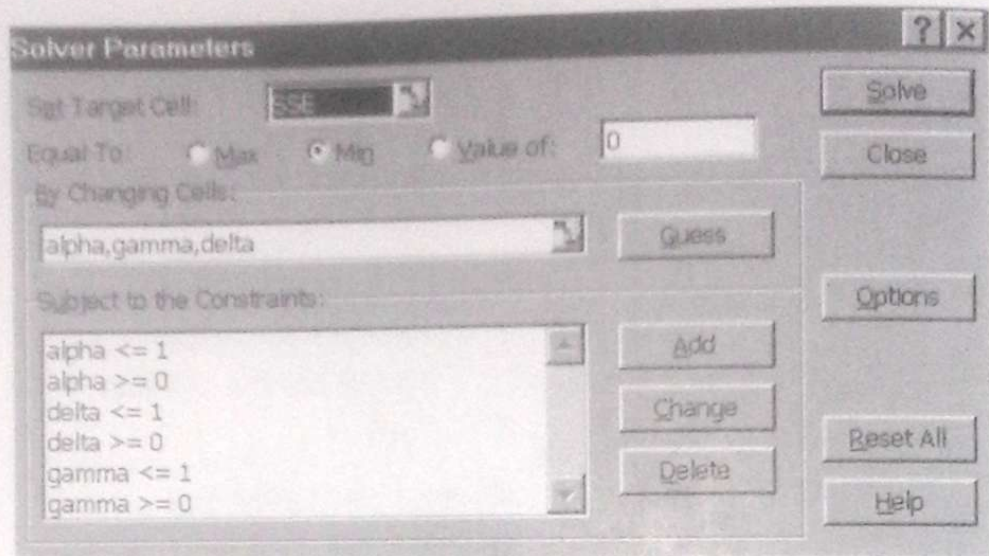 Solver Parameters
? ×
Set Target Cell: SSE
Solve
Equal To: Max Min Value of: 0
Close
By Changing Cells:
alpha,gamma,delta
Guess
Subject to the Constraints:
Options
alpha <= 1
alpha >= 0
delta <= 1
delta >= 0
gamma <= 1
gamma >= 0
Add
Change
Delete
Reset All
Help